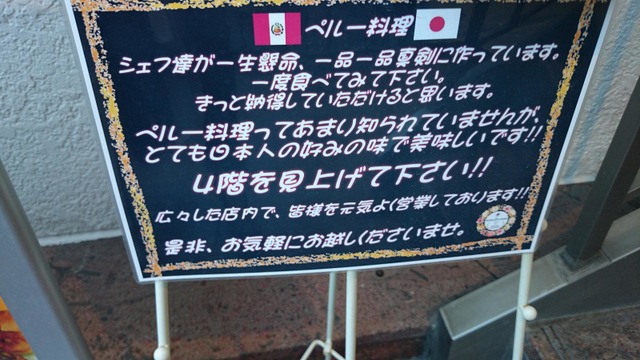 ペルー料理
シェフ達が一生懸命、一品一品真剣に作っています。
一度食べてみて下さい。
きっと納得していただけると思います。
ペルー料理ってあまり知られていませんが、
とても日本人の好みの味で美味しいです!!
4階を見上げて下さい!!
広々した店内で、皆様を元気よく営業しております!!
是非、お気軽にお越しくださいませ。